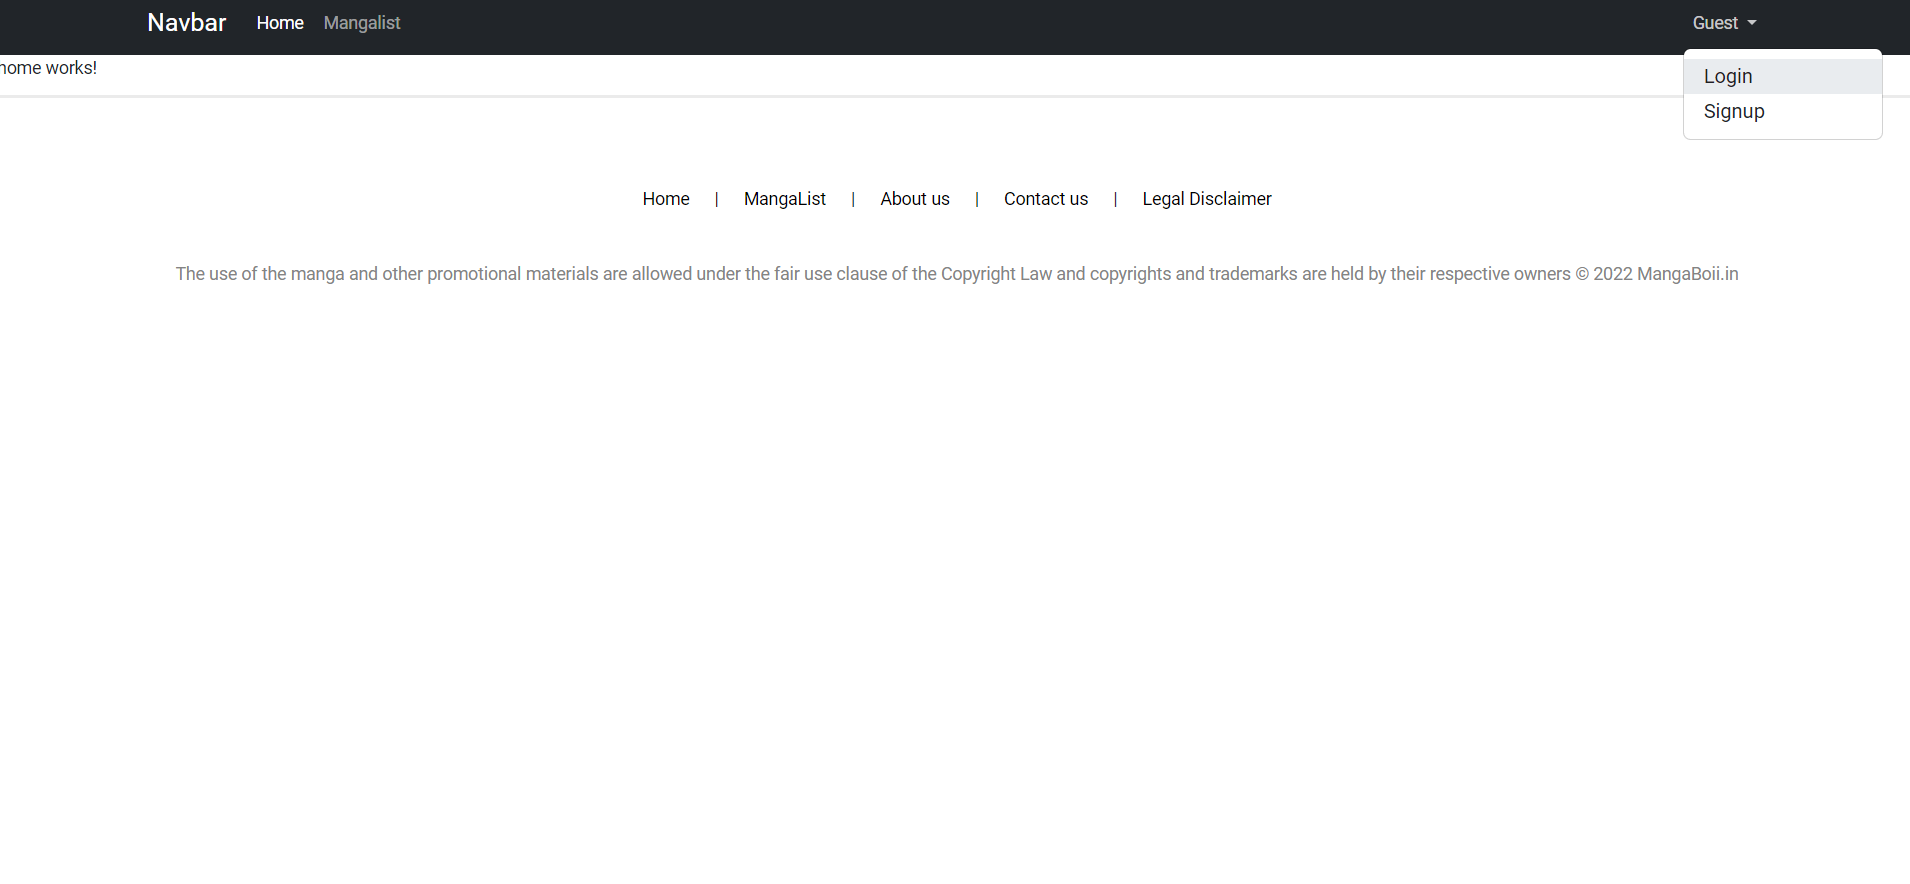 Navbar Home Mangalist Guest
home works!
Login
Signup
Home | MangaList | About us | Contact us | Legal Disclaimer
The use of the manga and other promotional materials are allowed under the fair use clause of the Copyright Law and copyrights and trademarks are held by their respective owners © 2022 MangaBoii.in